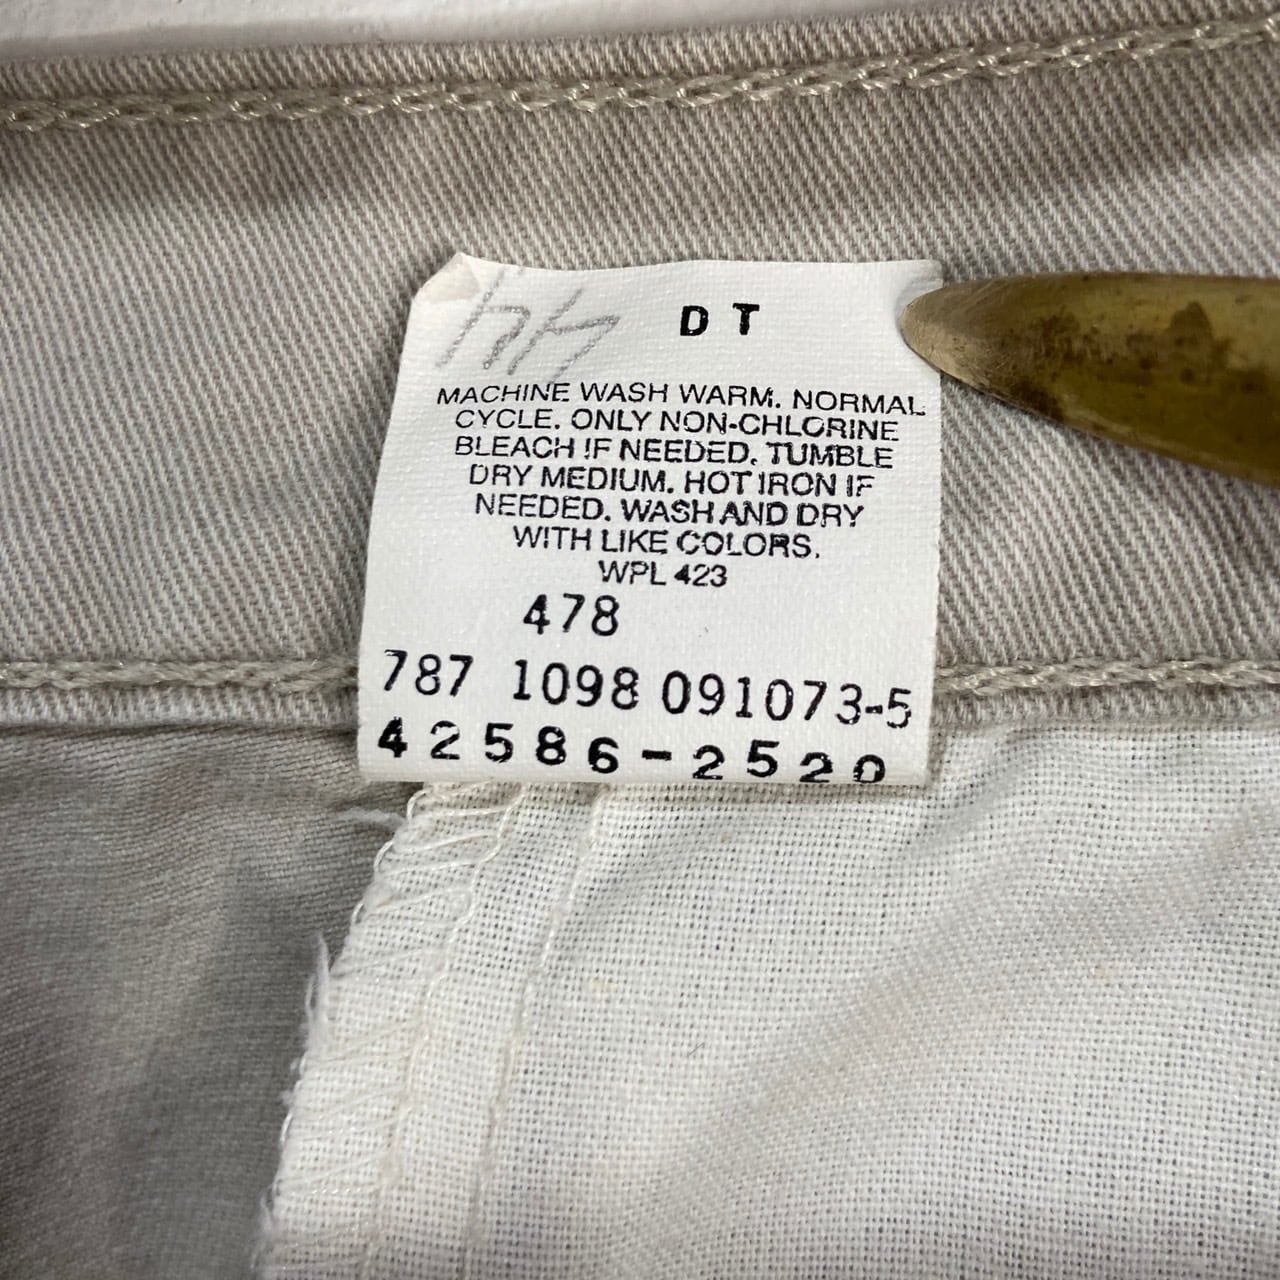 44
D T
MACHINE WASH WARM. NORMAL
CYCLE. ONLY NON-CHLORINE
BLEACH IF NEEDED. TUMBLE
DRY MEDIUM. HOT IRON IF
NEEDED. WASH AND DRY
WITH LIKE COLORS.
WPL 423
478
787 1098 091073-5
42586-2520